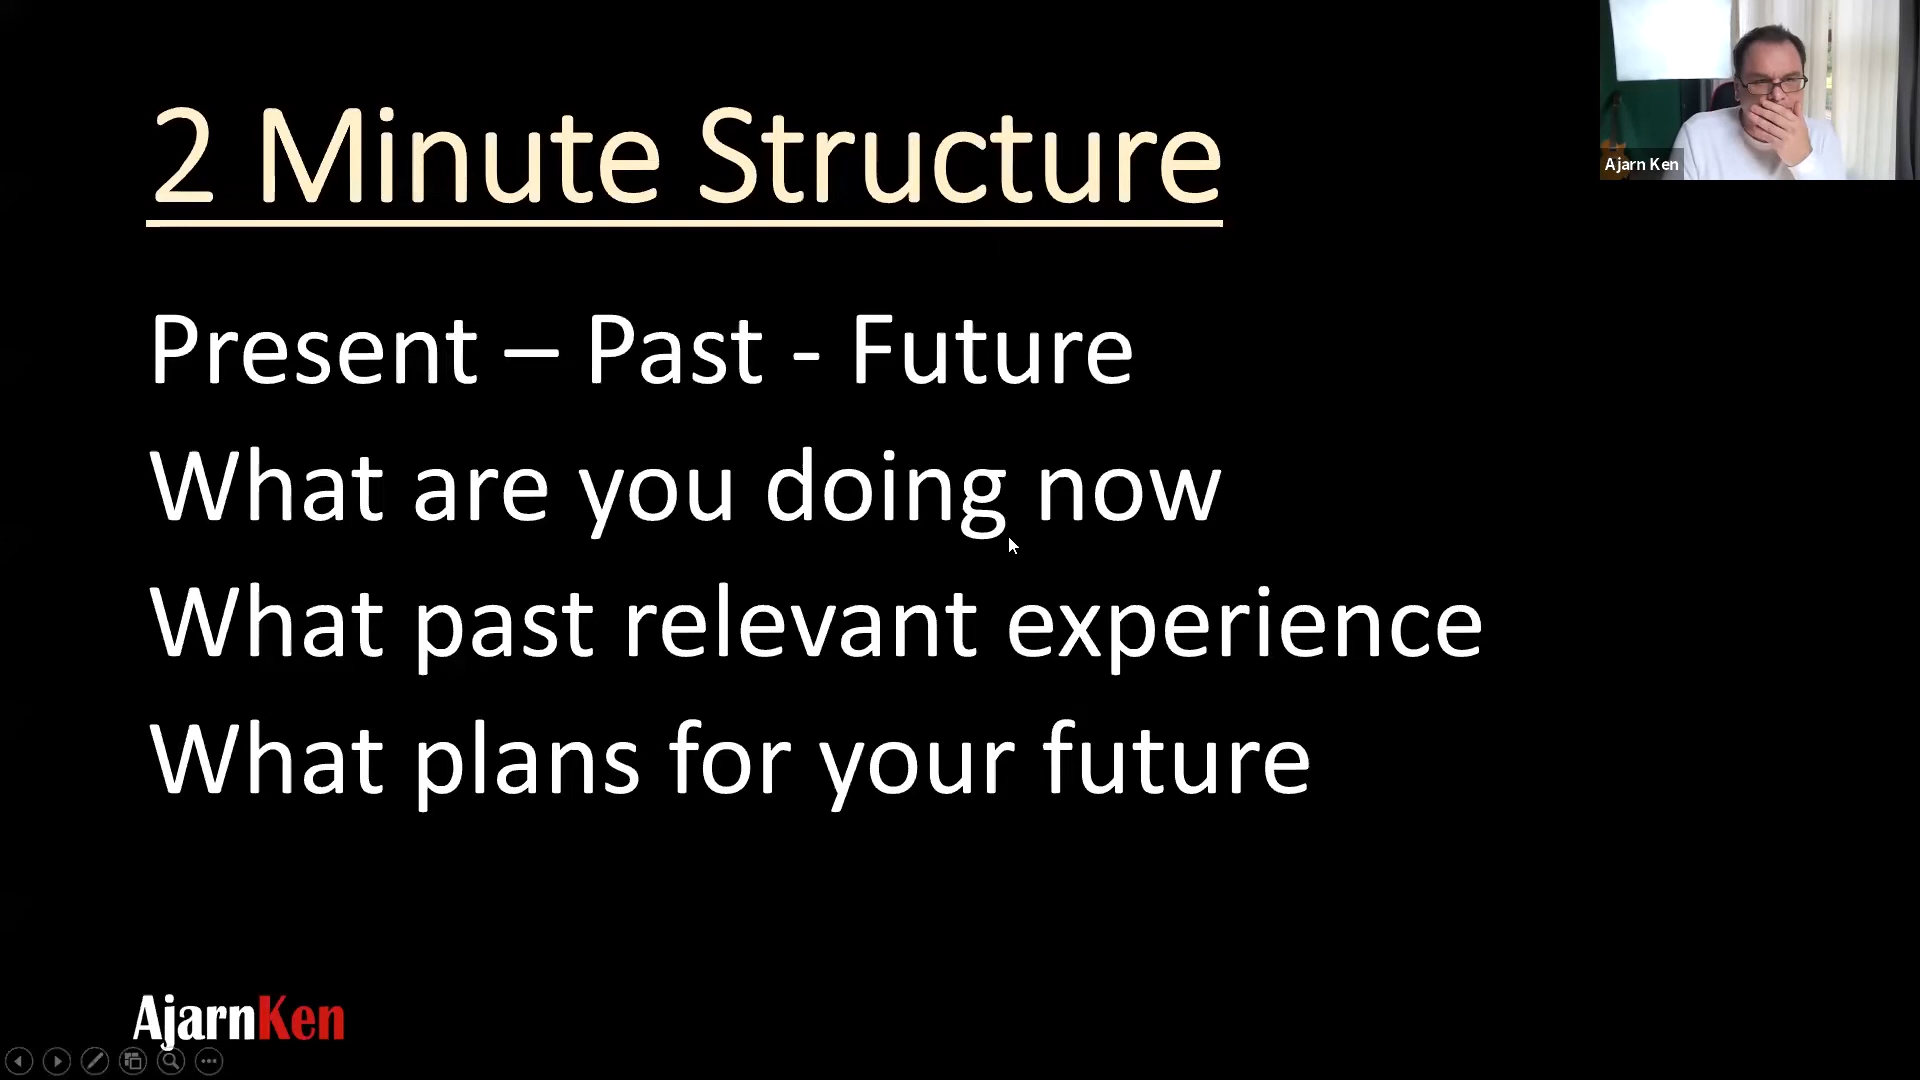 2 Minute Structure
Ajarn Ken
Present – Past - Future
What are you doing now
What past relevant experience
What plans for your future
AjarnKen